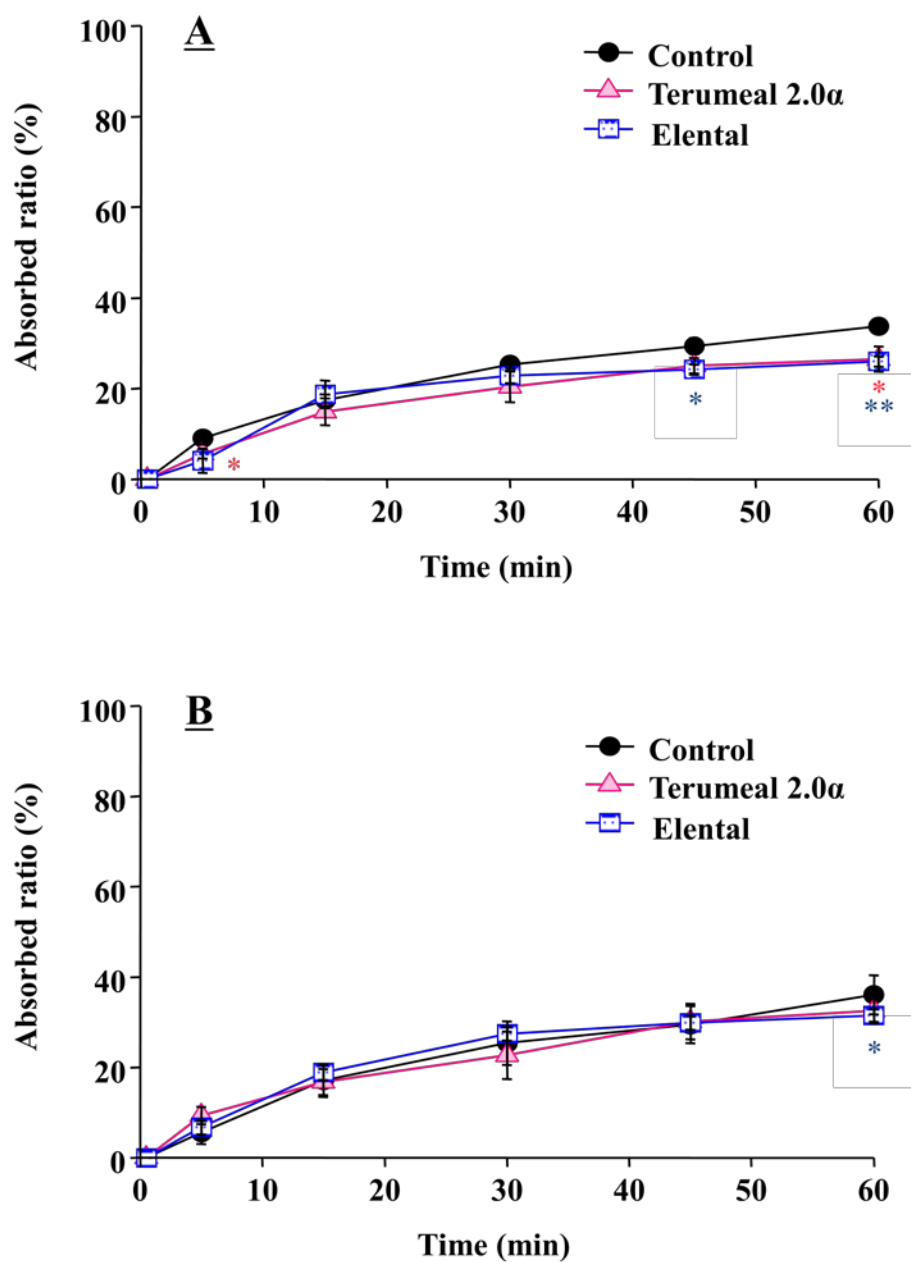 A
Control
Terumeal 2.0α
Elental
Absorbed ratio (%)
100
80
60
40
20
0
*
*
*
**
0 10 20 30 40 50 60
Time (min)
B
Control
Terumeal 2.0α
Elental
Absorbed ratio (%)
100
80
60
40
20
0
*
0 10 20 30 40 50 60
Time (min)